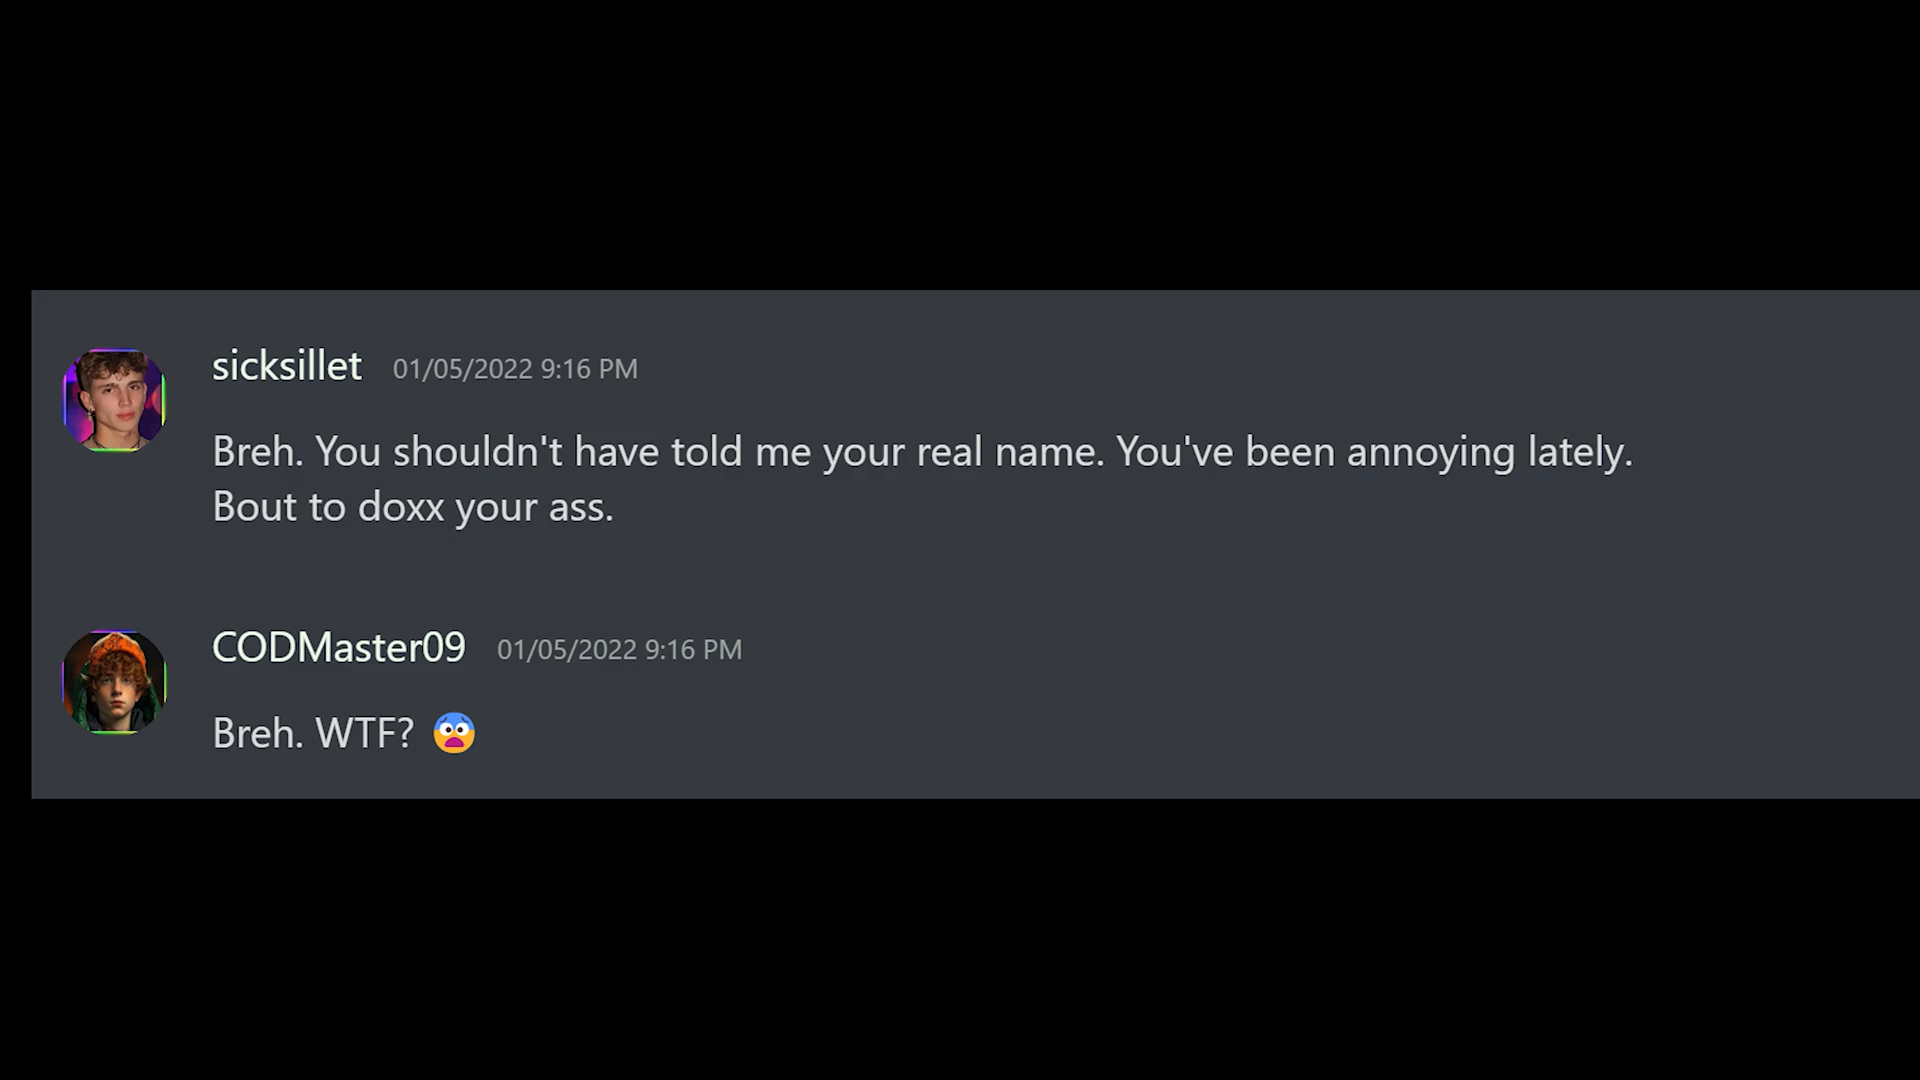 sicksillet 01/05/2022 9:16 PM
Breh. You shouldn't have told me your real name. You've been annoying lately.
Bout to doxx your ass.
CODMaster09 01/05/2022 9:16 PM
Breh. WTF? 😨